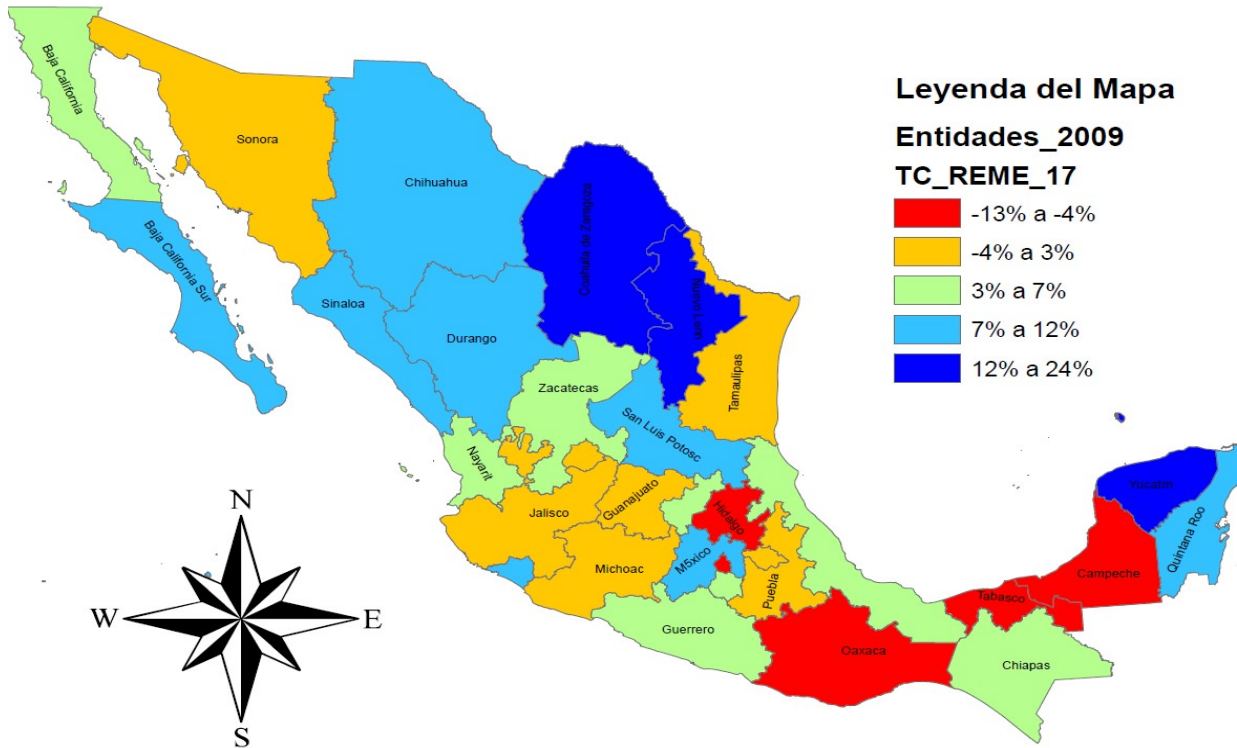 Leyenda del Mapa
Entidades_2009
TC_REME_17
-13% a -4%
-4% a 3%
3% a 7%
7% a 12%
12% a 24%
Baja California
Sonora
Chihuahua
Coahuila de Zaragoza
Baja California Sur
Sinaloa
Durango
Nuevo León
Tamaulipas
Zacatecas
San Luis Potosc
Nayarit
Jalisco
Guanajuato
Hidalgo
Michoac
M5xico
Puebla
Guerrero
Oaxaca
Tabasco
Campeche
Quintana Roo
Chiapas
N
W
E
S